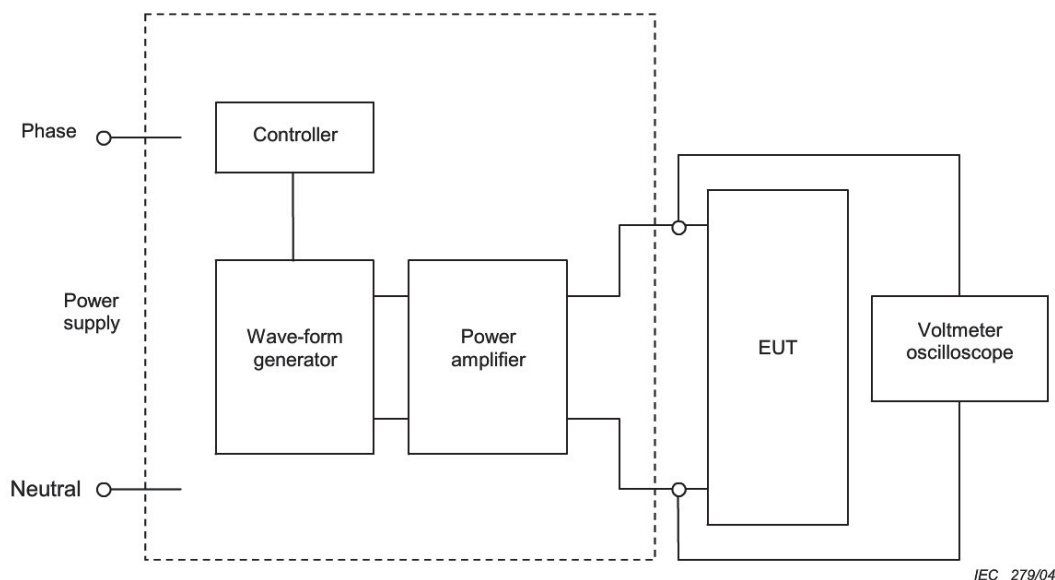 Phase
Controller
Power
supply
Wave-form
generator
Power
amplifier
EUT
Voltmeter
oscilloscope
Neutral
IEC 279/04